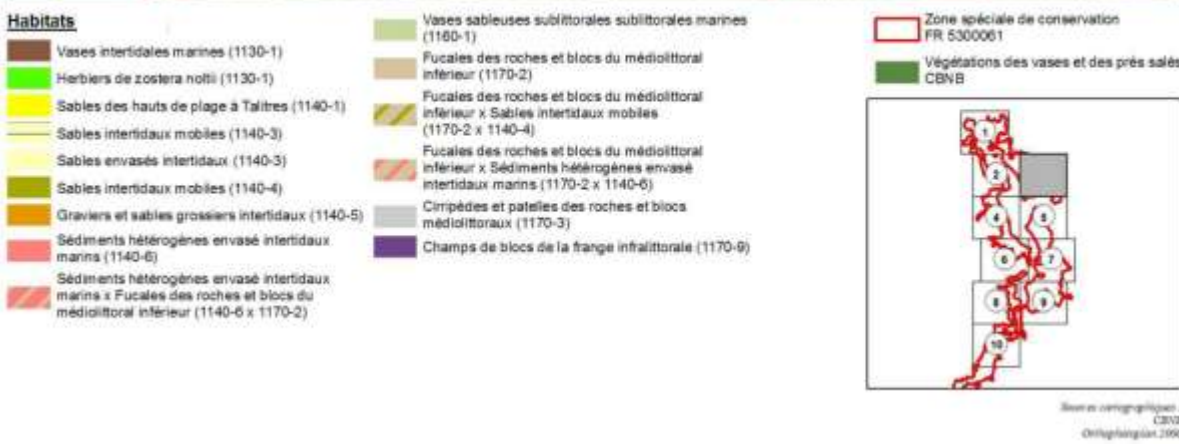 Habitats
Vases intertidales marines (1130-1)
Herbiers de zostera noltii (1130-1)
Sables des hauts de plage à Talitres (1140-1)
Sables intertidaux mobiles (1140-3)
Sables envasés intertidaux (1140-3)
Sables intertidaux mobiles (1140-4)
Graviers et sables grossiers intertidaux (1140-5)
Sédiments hétérogènes envasé intertidaux
marins (1140-6)
Sédiments hétérogènes envasé intertidaux
marins x Fucales des roches et blocs du
médiolittoral inférieur (1140-6 x 1170-2)
Vases sableuses sublittorales sublittorales marines
(1160-1)
Fucales des roches et blocs du médiolittoral
inférieur (1170-2)
Fucales des roches et blocs du médiolittoral
inférieur x Sables intertidaux mobiles
(1170-2 x 1140-4)
Fucales des roches et blocs du médiolittoral
inférieur x Sédiments hétérogènes envasé
intertidaux marins (1170-2 x 1140-6)
Cirripèdes et patelles des roches et blocs
médiolittoraux (1170-3)
Champs de blocs de la frange infralittorale (1170-9)
Zone spéciale de conservation
FR 5300061
Végétations des vases et des prés salés
CBNB
1
2
4
5
6
7
8
9
10